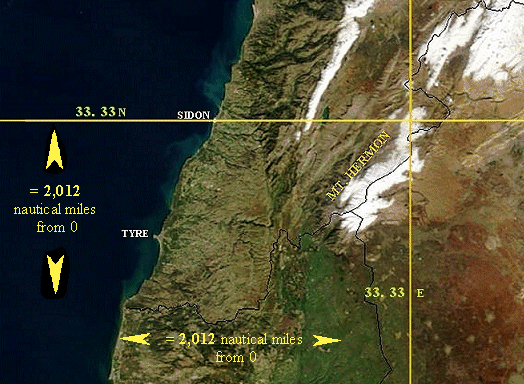 33. 33 N
SIDON
MT. HERMON
= 2,012
nautical miles
from 0
TYRE
33. 33 E
= 2,012 nautical miles
from 0